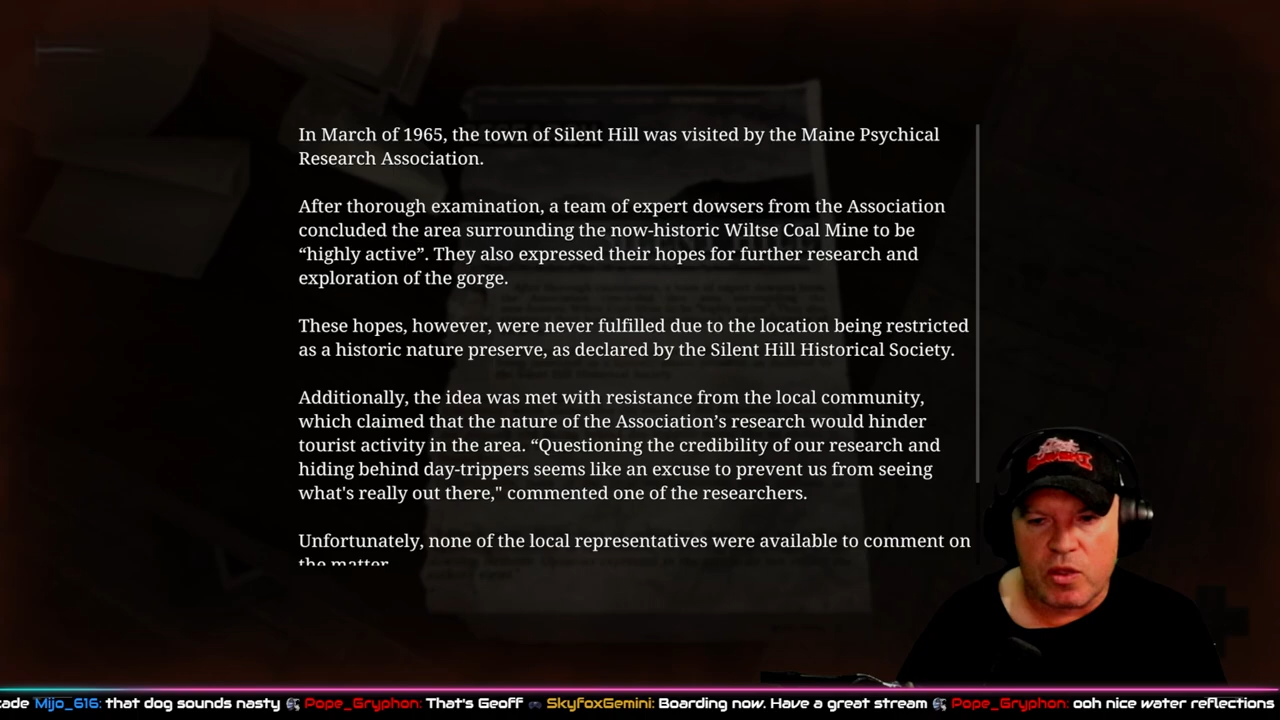 In March of 1965, the town of Silent Hill was visited by the Maine Psychical
Research Association.
After thorough examination, a team of expert dowsers from the Association
concluded the area surrounding the now-historic Wiltse Coal Mine to be
“highly active”. They also expressed their hopes for further research and
exploration of the gorge.
These hopes, however, were never fulfilled due to the location being restricted
as a historic nature preserve, as declared by the Silent Hill Historical Society.
Additionally, the idea was met with resistance from the local community,
which claimed that the nature of the Association’s research would hinder
tourist activity in the area. “Questioning the credibility of our research and
hiding behind day-trippers seems like an excuse to prevent us from seeing
what's really out there," commented one of the researchers.
Unfortunately, none of the local representatives were available to comment on
the matter.
cade Mijo_616: that dog sounds nasty Pope_Gryphon: That's Geoff SkyfoxGemini: Boarding now. Have a great stream Pope_Gryphon: ooh nice water reflections